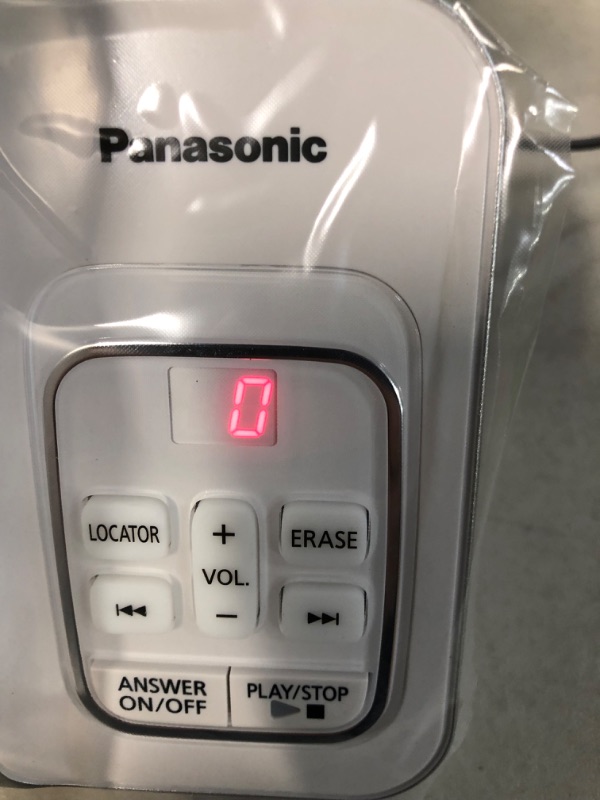 Panasonic
0
LOCATOR
+
VOL.
−
ERASE
ANSWER
ON/OFF
PLAY/STOP